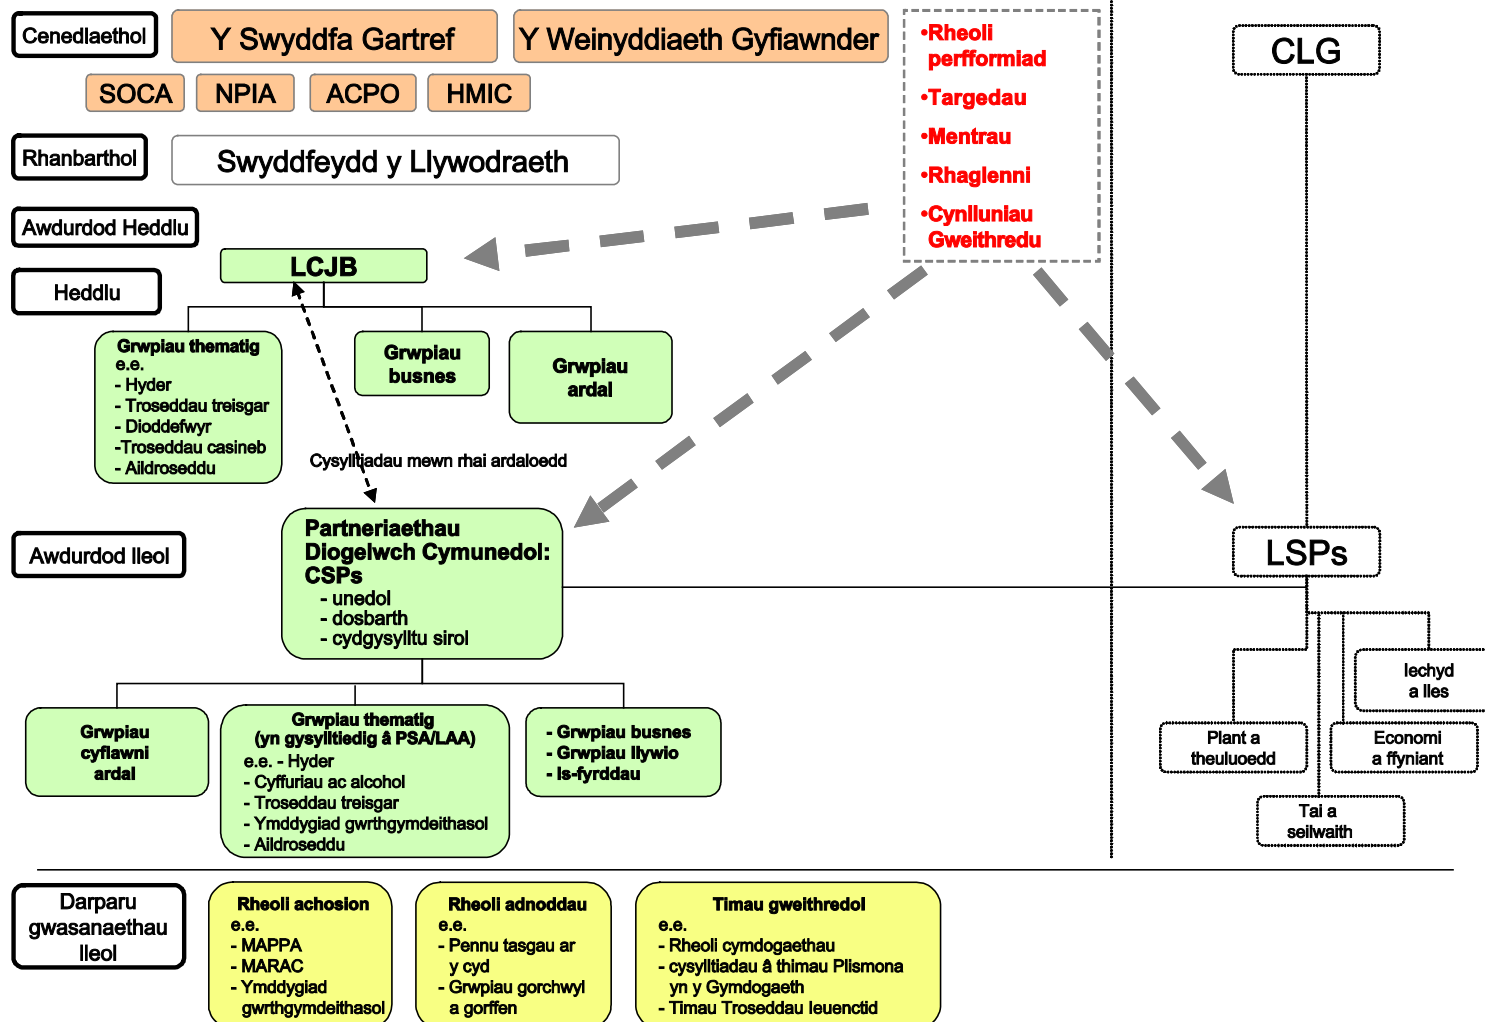 Cenedlaethol
Y Swyddfa Gartref
Y Weinyddiaeth Gyfiawnder
SOCA
NPIA
ACPO
HMIC
•Rheoli
perfformiad
•Targedau
•Mentrau
•Rhaglenni
•Cynlluniau
Gweithredu
CLG
Rhanbarthol
Swyddfeydd y Llywodraeth
Awdurdod Heddlu
LCJB
Heddlu
Grwpiau thematig
e.e.
- Hyder
- Troseddau treisgar
- Dioddefwyr
-Troseddau casineb
- Aildroseddu
Grwpiau
busnes
Grwpiau
ardal
Cysylltiadau mewn rhai ardaloedd
Awdurdod lleol
Partneriaethau
Diogelwch Cymunedol:
CSPs
- unedol
- dosbarth
- cydgysylltu sirol
LSPs
Iechyd
a lles
Plant a
theuluoedd
Economi
a ffyniant
Tai a
seilwaith
Grwpiau
cyflawni
ardal
Grwpiau thematig
(yn gysylltiedig â PSA/LAA)
e.e. - Hyder
- Cyffuriau ac alcohol
- Troseddau treisgar
- Ymddygiad gwrthgymdeithasol
- Aildroseddu
- Grwpiau busnes
- Grwpiau llywio
- Is-fyrddau
Darparu
gwasanaethau
lleol
Rheoli achosion
e.e.
- MAPPA
- MARAC
- Ymddygiad
gwrthgymdeithasol
Rheoli adnoddau
e.e.
- Pennu tasgau ar
y cyd
- Grwpiau gorchwyl
a gorffen
Timau gweithredol
e.e.
- Rheoli cymdogaethau
- cysylltiadau â thimau Plismona
yn y Gymdogaeth
- Timau Troseddau Ieuenctid